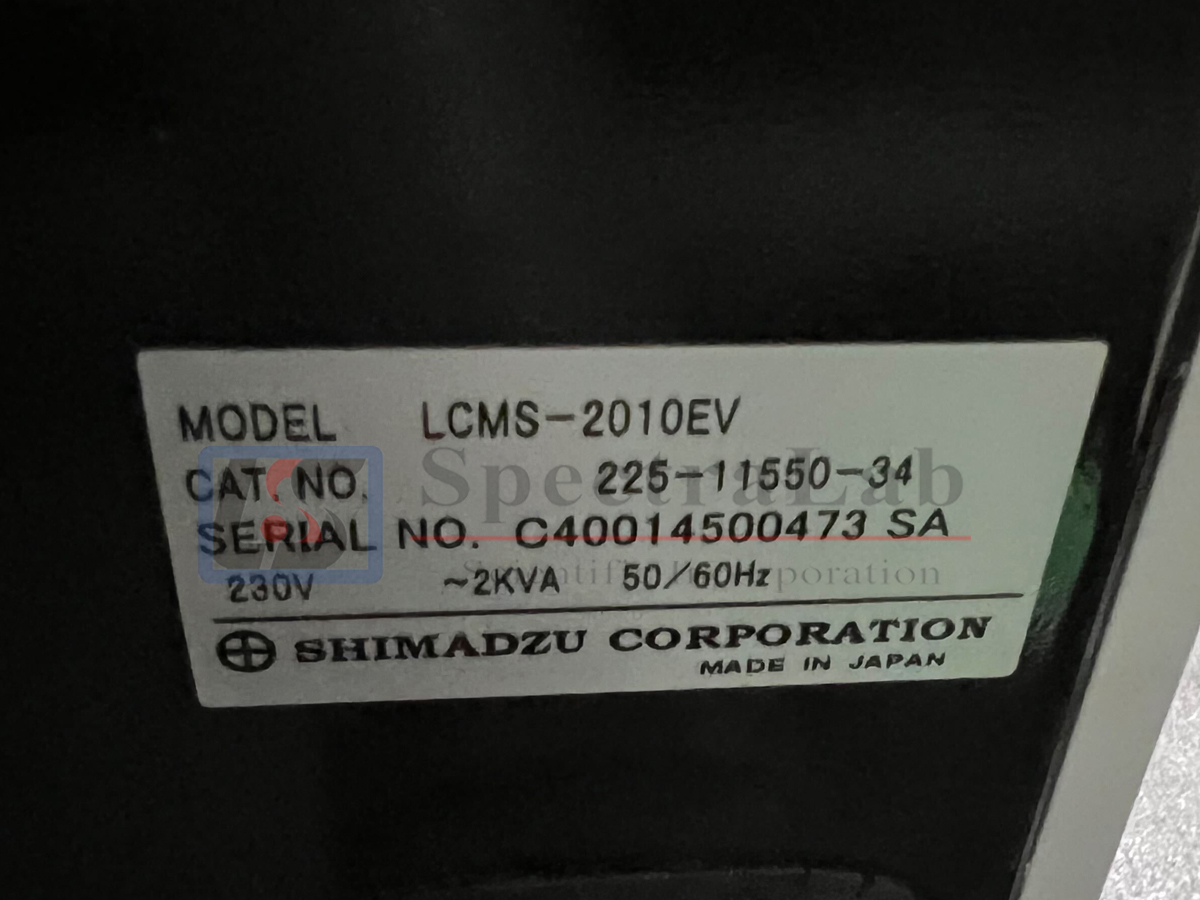 MODEL LCMS-2010EV
CAT. NO. 225-11550-34
SpectraLab
SERIAL NO. C40014500473 SA
230V ~2KVA 50/60Hz
SHIMADZU CORPORATION
MADE IN JAPAN